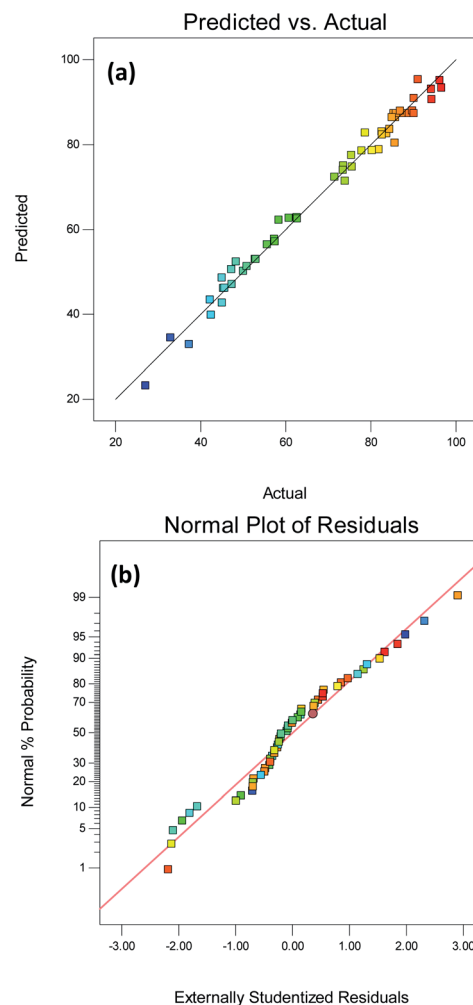 Predicted vs. Actual
(a)
100
80
60
40
20
Predicted
20 40 60 80 100
Actual
Normal Plot of Residuals
(b)
99
95
90
80
70
50
30
20
10
5
1
Normal % Probability
-3.00 -2.00 -1.00 0.00 1.00 2.00 3.00
Externally Studentized Residuals